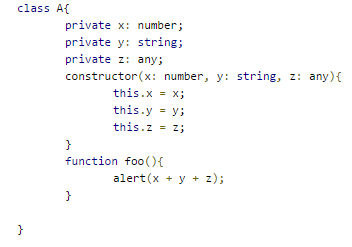 class A{
private x: number;
private y: string;
private z: any;
constructor(x: number, y: string, z: any){
this.x = x;
this.y = y;
this.z = z;
}
function foo(){
alert(x + y + z);
}
}